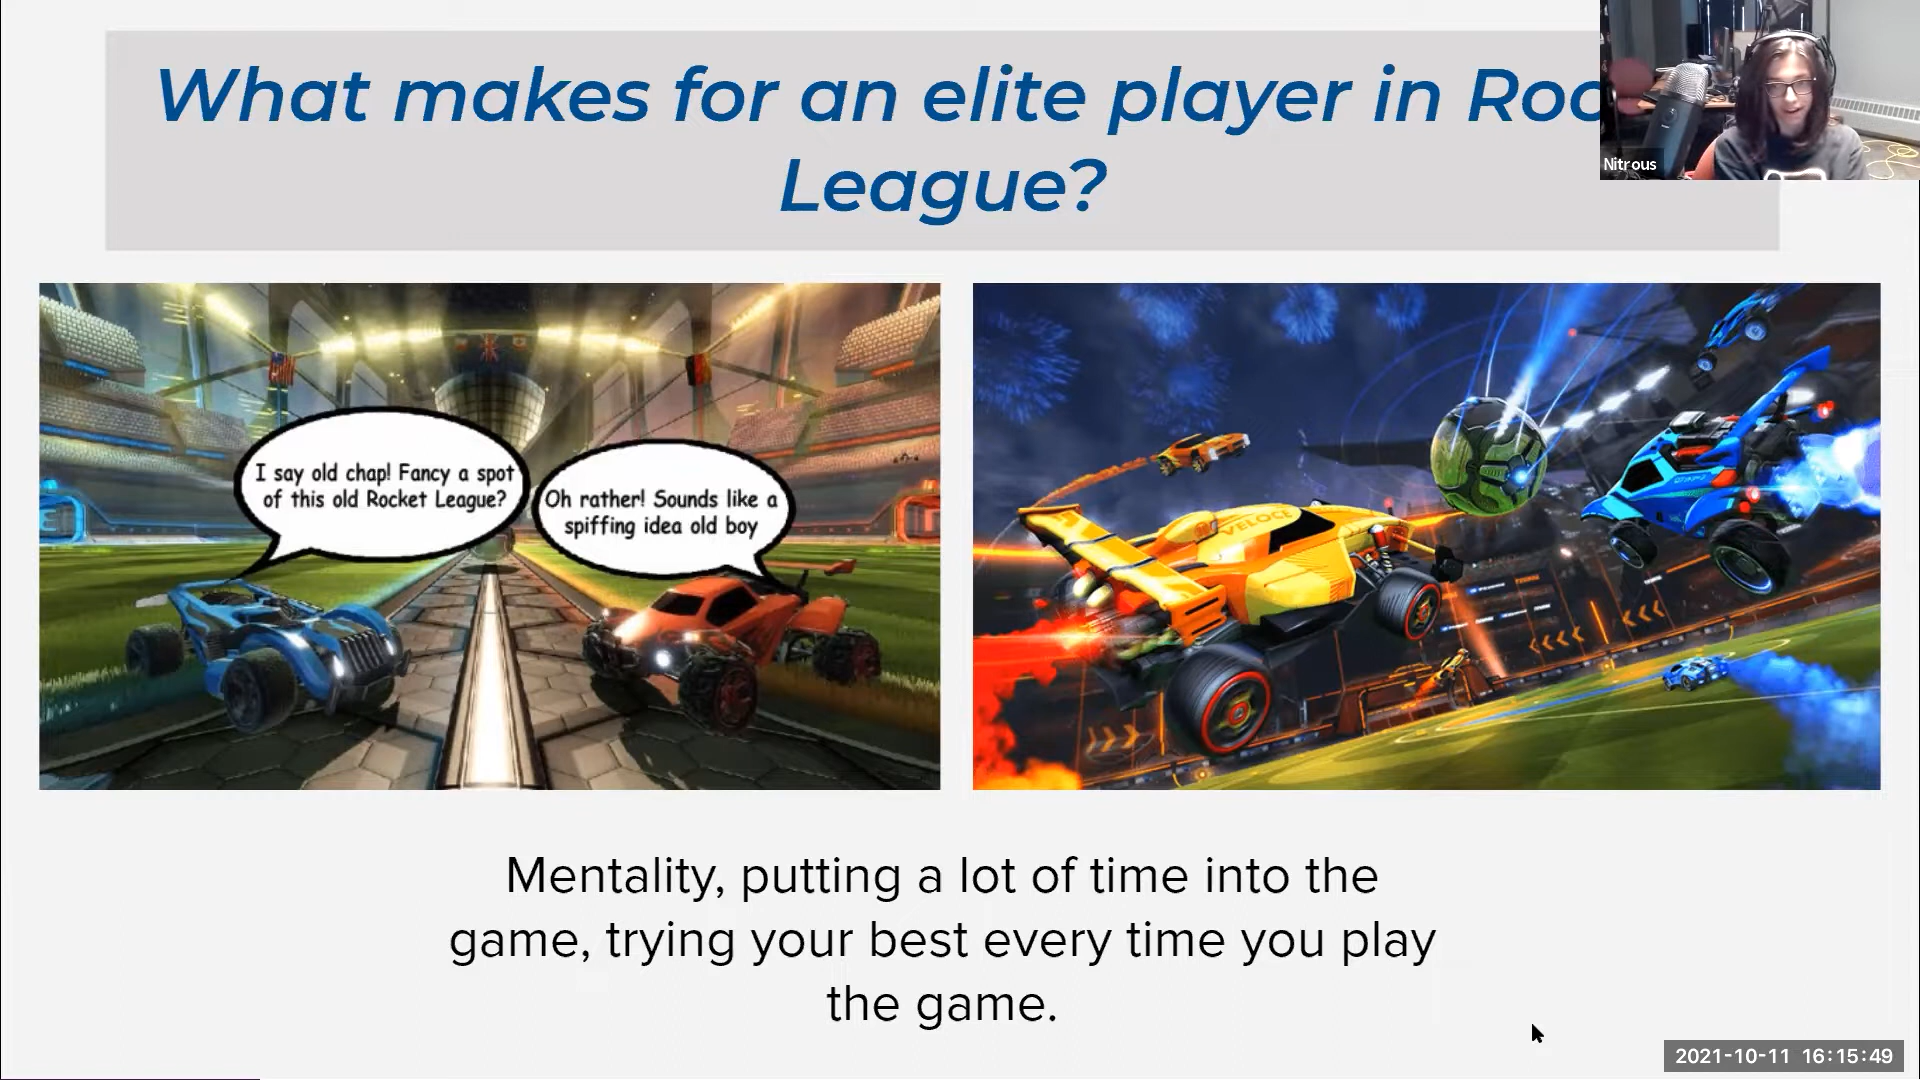 What makes for an elite player in Roc
League?
Nitrous
I say old chap! Fancy a spot
of this old Rocket League?
Oh rather! Sounds like a
spiffing idea old boy
VELOCE
Mentality, putting a lot of time into the
game, trying your best every time you play
the game.
2021-10-11 16:15:49